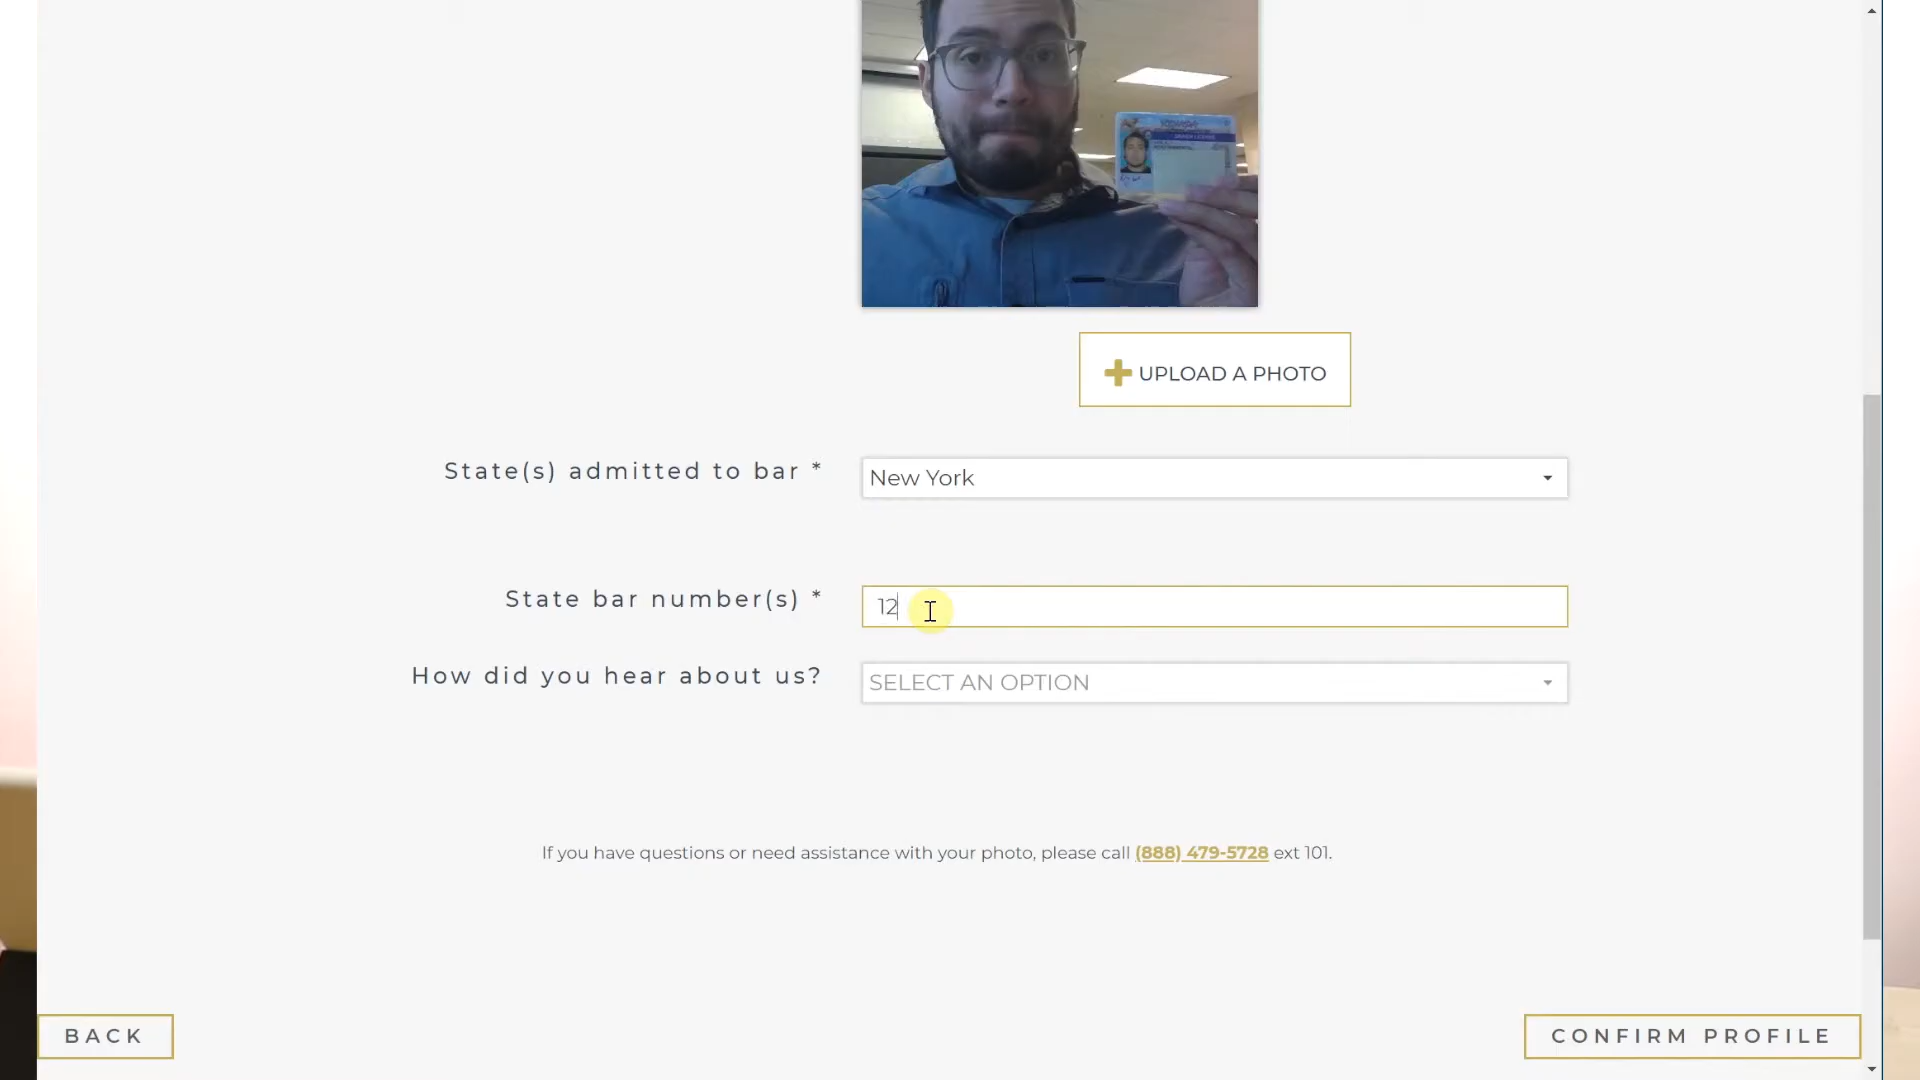 UPLOAD A PHOTO
State(s) admitted to bar *
New York
State bar number(s) *
12
How did you hear about us?
SELECT AN OPTION
If you have questions or need assistance with your photo, please call (888) 479-5728 ext 101.
BACK
CONFIRM PROFILE